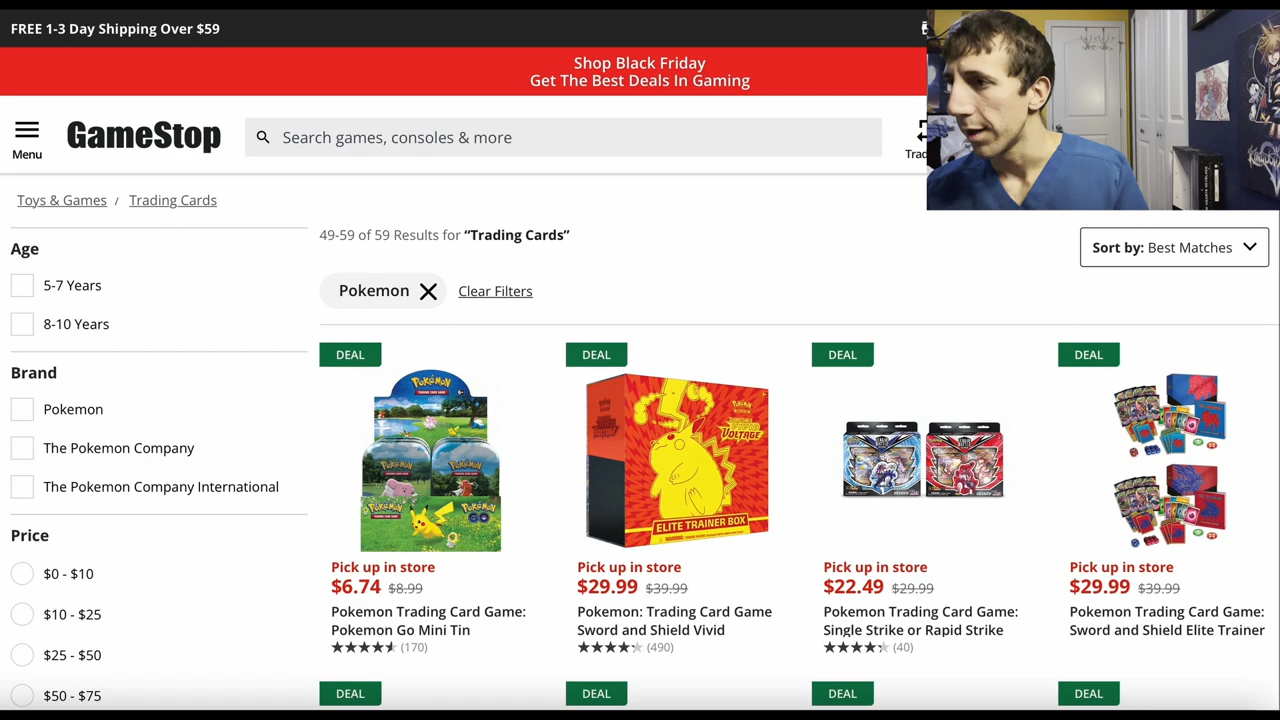 FREE 1-3 Day Shipping Over $59
Shop Black Friday
Get The Best Deals In Gaming
Menu
GameStop
Search games, consoles & more
Toys & Games / Trading Cards
Age
5-7 Years
8-10 Years
Brand
Pokemon
The Pokemon Company
The Pokemon Company International
Price
$0 - $10
$10 - $25
$25 - $50
$50 - $75
49-59 of 59 Results for “Trading Cards”
Sort by: Best Matches
Pokemon
Clear Filters
DEAL
POKÉMON
Pick up in store
$6.74 $8.99
Pokemon Trading Card Game:
Pokemon Go Mini Tin
(170)
DEAL
VOLTAGE
ELITE TRAINER BOX
Pick up in store
$29.99 $39.99
Pokemon: Trading Card Game
Sword and Shield Vivid
(490)
DEAL
Pick up in store
$22.49 $29.99
Pokemon Trading Card Game:
Single Strike or Rapid Strike
(40)
DEAL
Pick up in store
$29.99 $39.99
Pokemon Trading Card Game:
Sword and Shield Elite Trainer
DEAL
DEAL
DEAL
DEAL